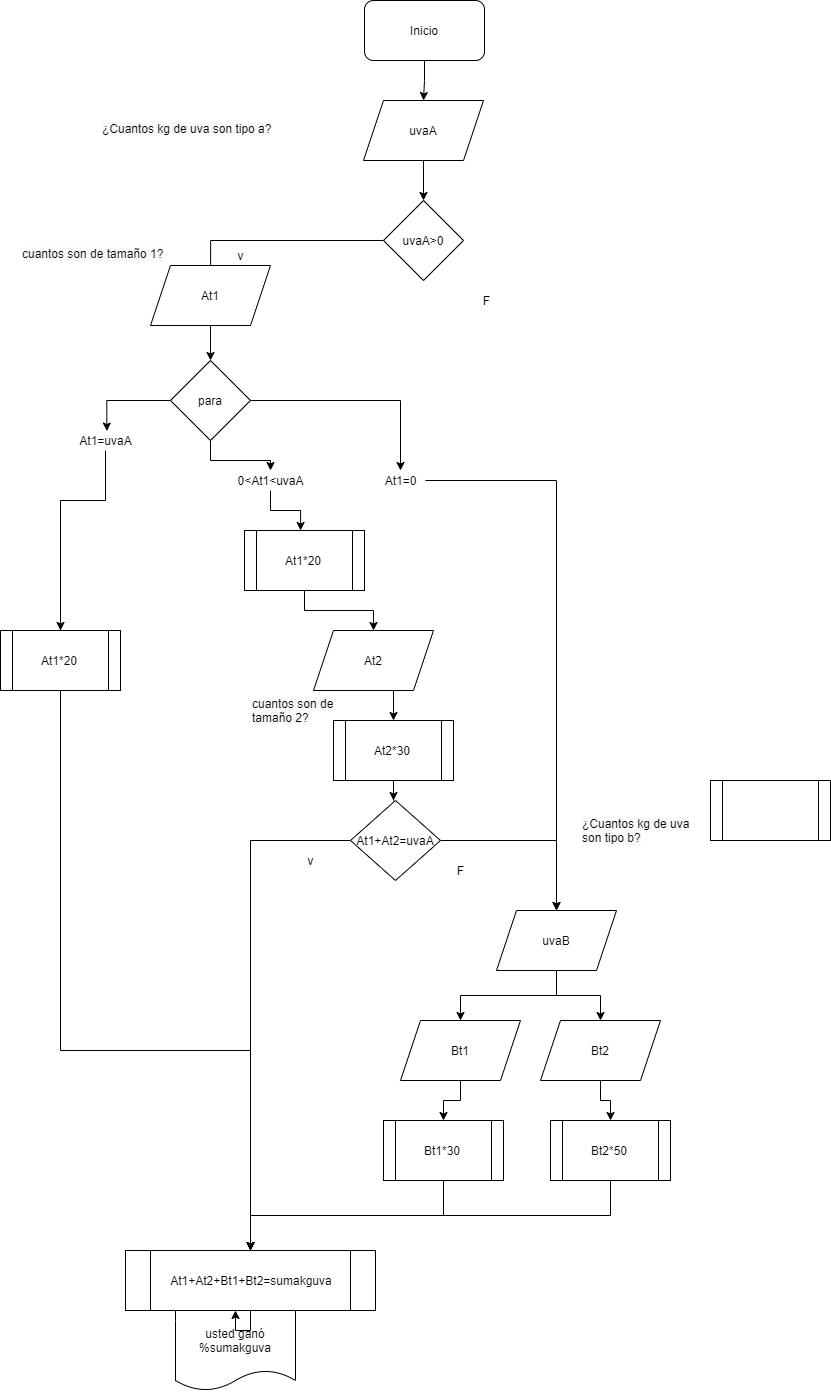 Inicio
¿Cuantos kg de uva son tipo a?
uvaA
uvaA>0
cuantos son de tamaño 1?
v
At1
F
para
At1=uvaA
0<At1<uvaA
At1=0
At1*20
At1*20
At2
cuantos son de
tamaño 2?
At2*30
At1+At2=uvaA
v
F
¿Cuantos kg de uva
son tipo b?
uvaB
Bt1
Bt2
Bt1*30
Bt2*50
At1+At2+Bt1+Bt2=sumakguva
usted ganó
%sumakguva